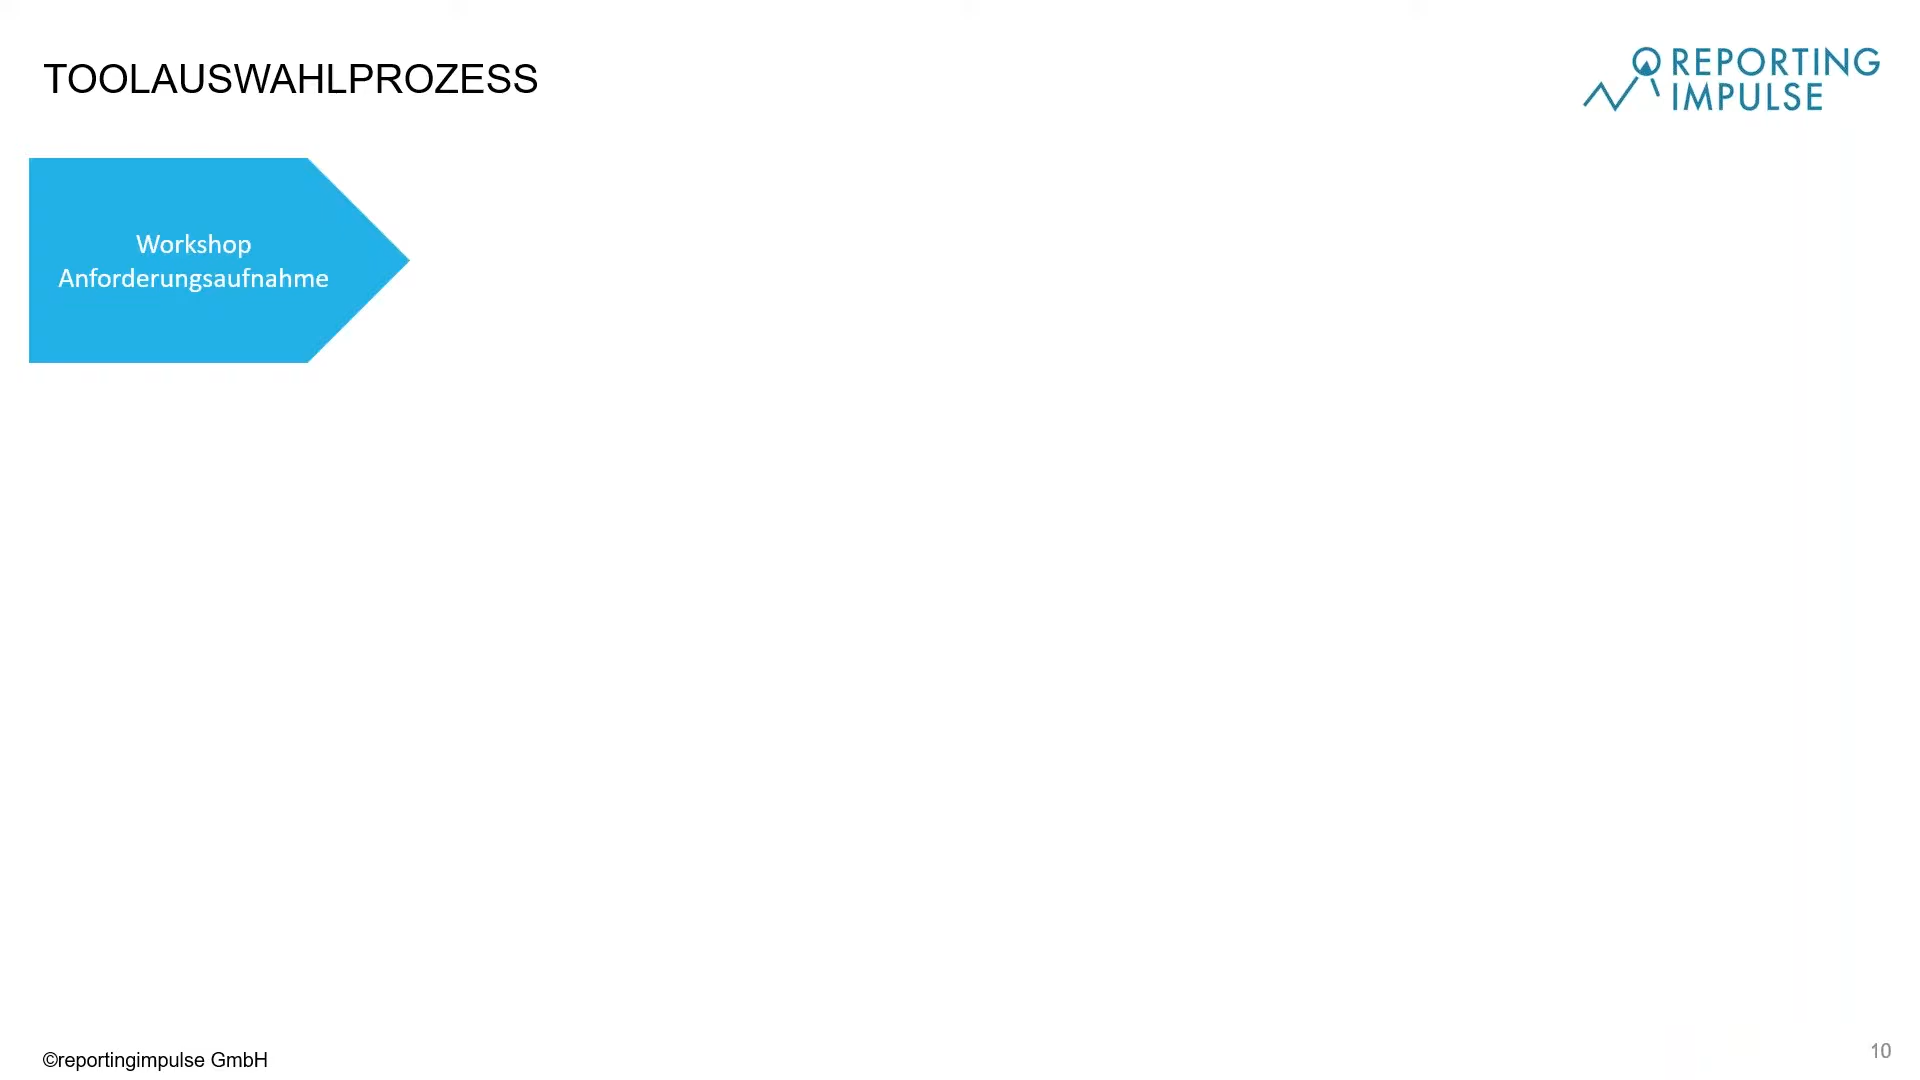 TOOLAUSWAHLPROZESS
REPORTING
IMPULSE
Workshop
Anforderungsaufnahme
©reportingimpulse GmbH
10